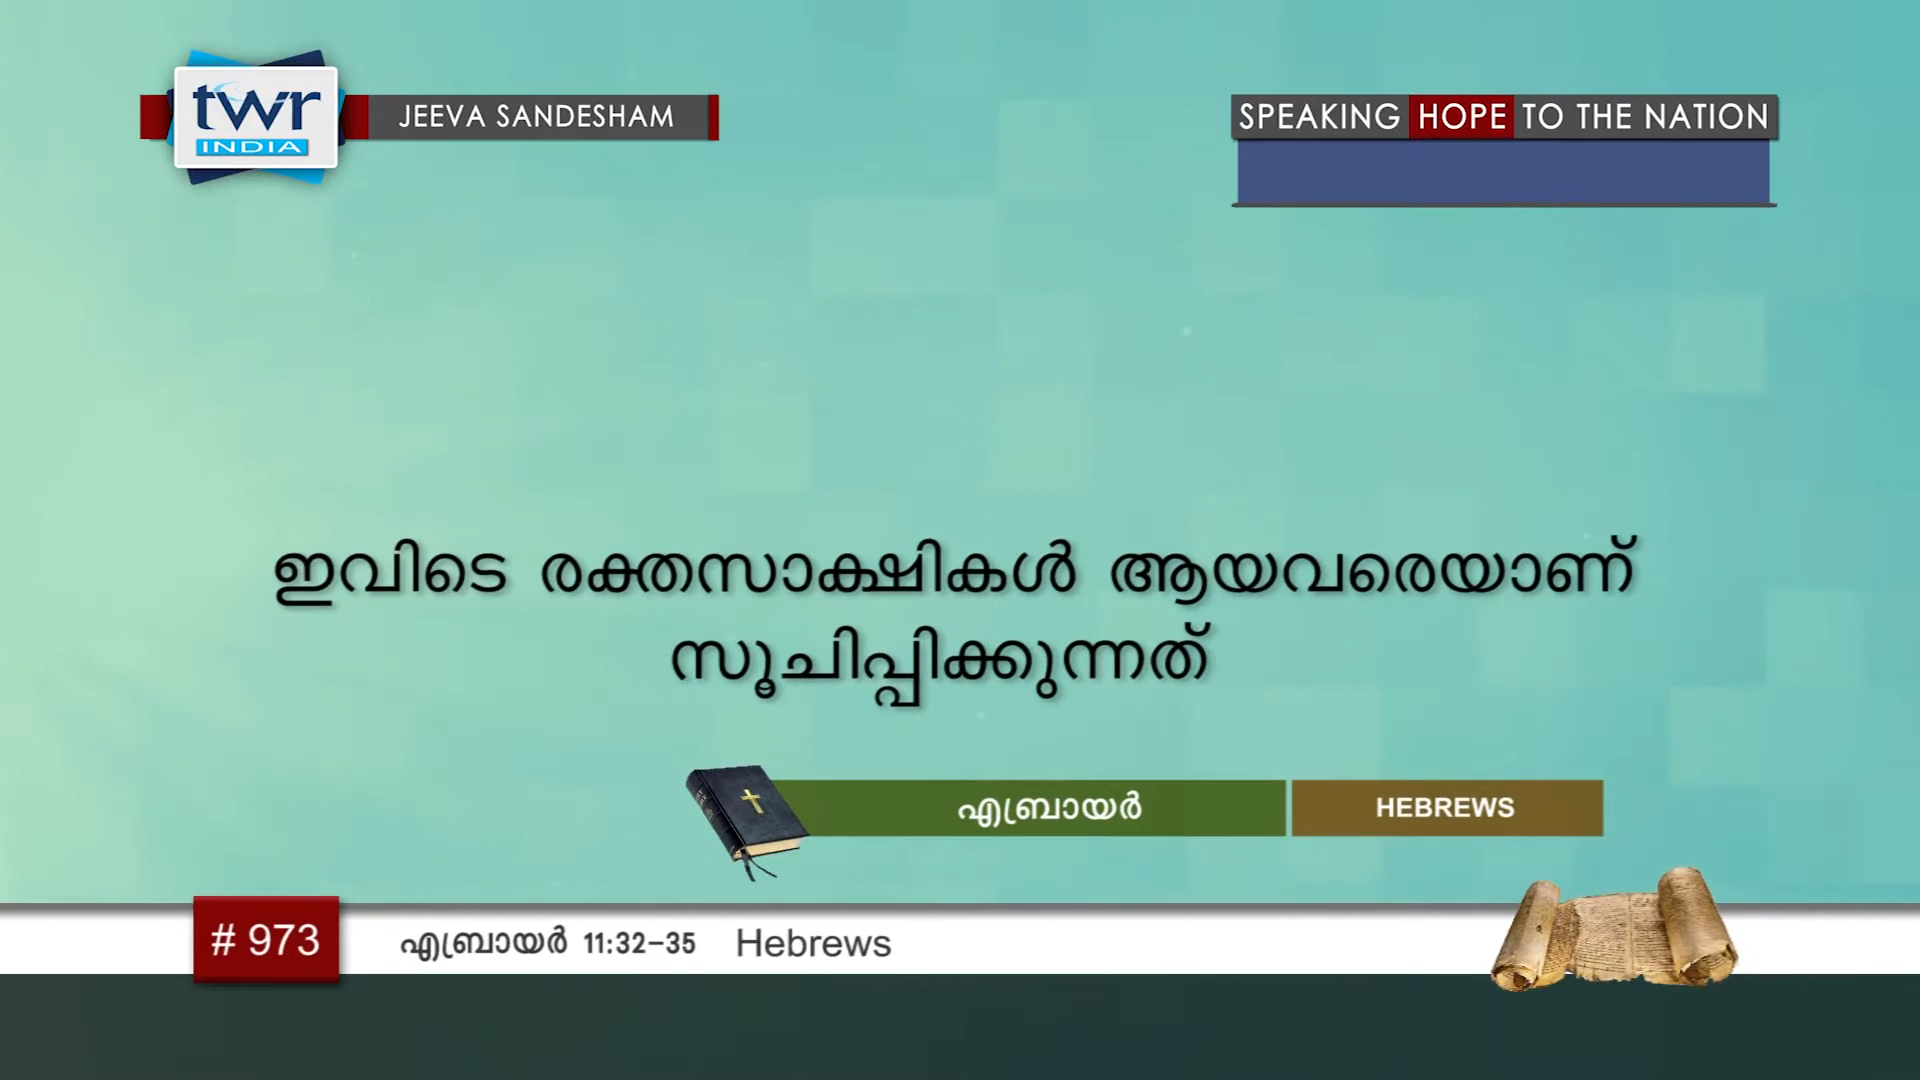 twr
INDIA
JEEVA SANDESHAM
SPEAKING HOPE TO THE NATION
ഇവിടെ രക്തസാക്ഷികൾ ആയവരെയാണ്
സൂചിപ്പിക്കുന്നത്
എബ്രായർ
HEBREWS
# 973
എബ്രായർ 11:32-35 Hebrews